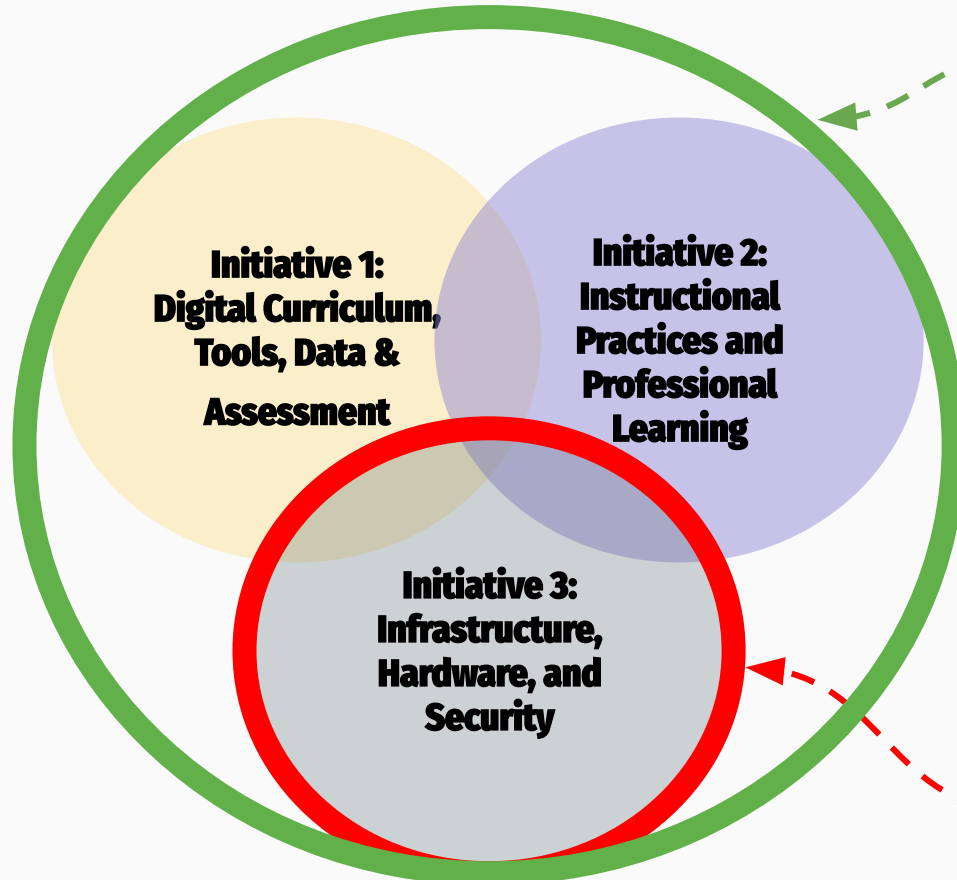 Initiative 1:
Digital Curriculum,
Tools, Data &
Assessment
Initiative 2:
Instructional
Practices and
Professional
Learning
Initiative 3:
Infrastructure,
Hardware, and
Security